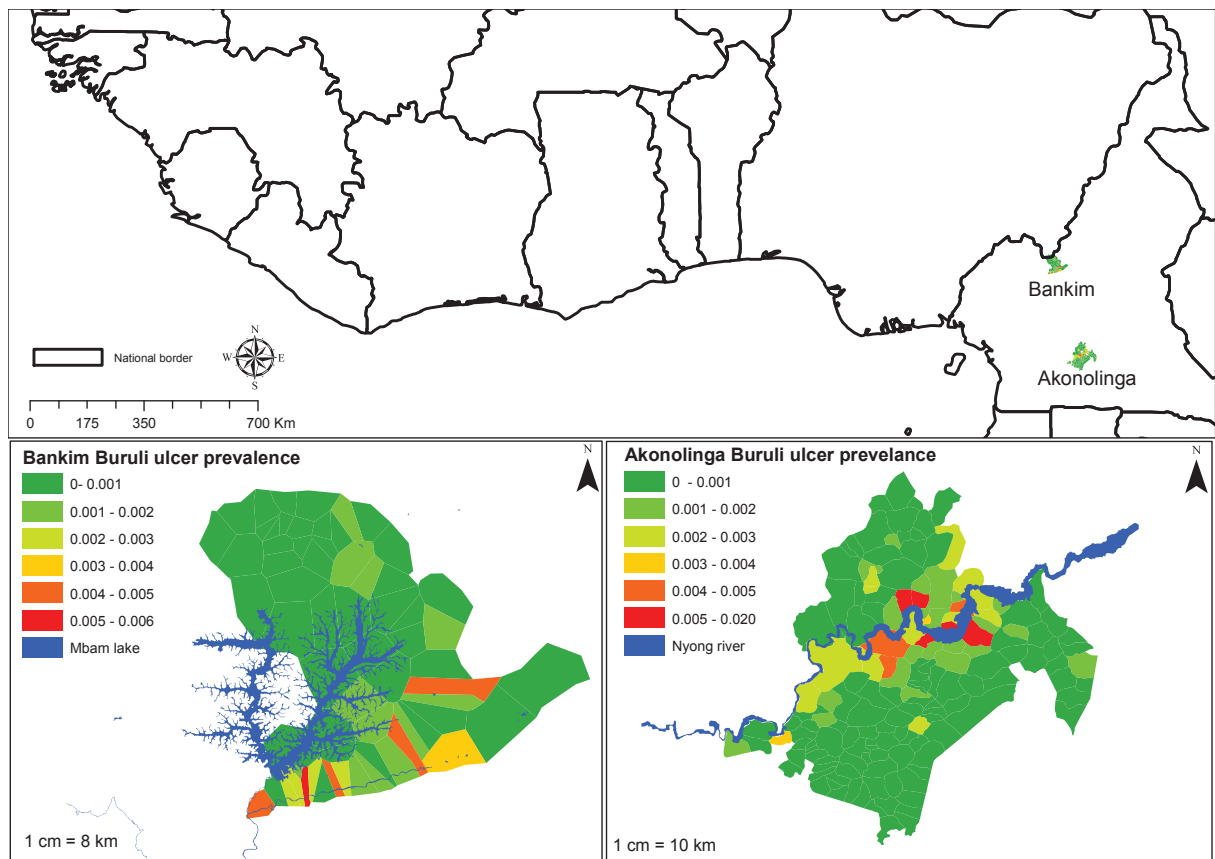 Bankim
Akonolinga
N
W E
S
National border
0 175 350 700 Km
Bankim Buruli ulcer prevalence
N
0- 0.001
0.001 - 0.002
0.002 - 0.003
0.003 - 0.004
0.004 - 0.005
0.005 - 0.006
Mbam lake
1 cm = 8 km
Akonolinga Buruli ulcer prevelance
N
0 - 0.001
0.001 - 0.002
0.002 - 0.003
0.003 - 0.004
0.004 - 0.005
0.005 - 0.020
Nyong river
1 cm = 10 km